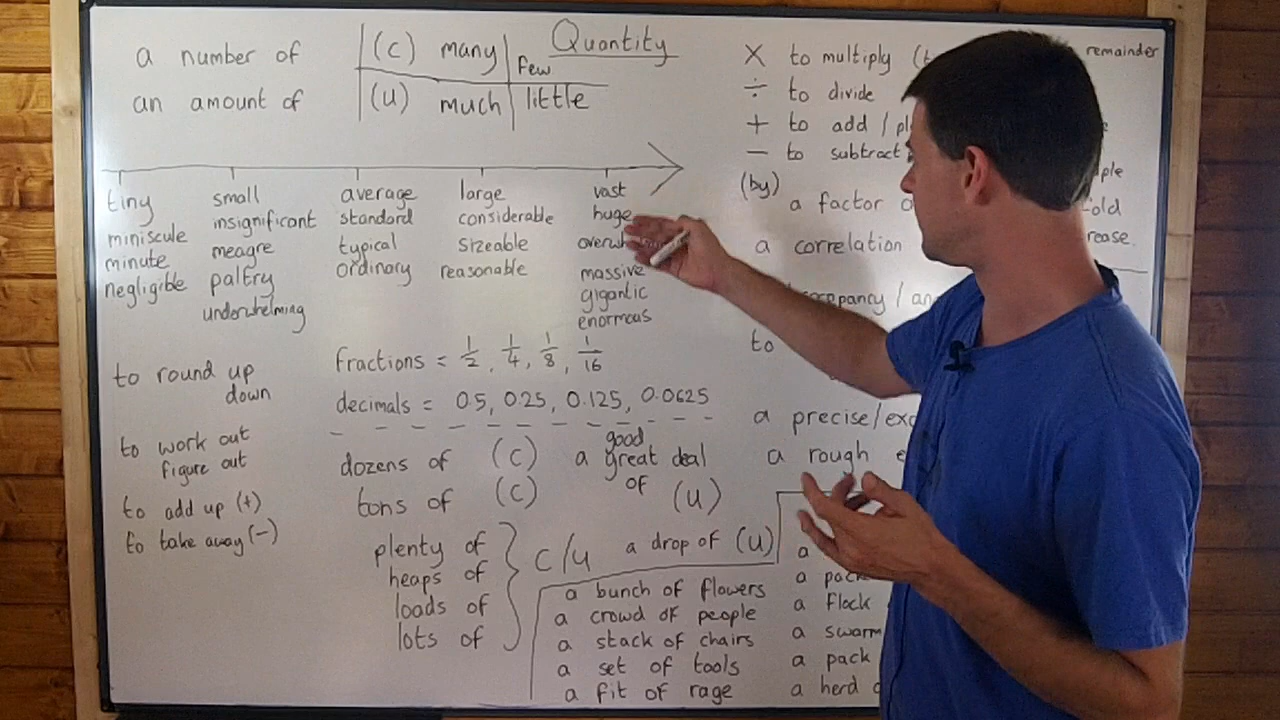 Quantity
a number of (C) many few
an amount of (U) much little
tiny
miniscule
minute
negligible
small
insignificant
meagre
paltry
underwhelming
average
standard
typical
ordinary
large
considerable
sizeable
reasonable
vast
huge
massive
gigantic
enormous
to round up
down
to work out
figure out
to add up (+)
to take away (-)
fractions = 1/2, 1/4, 1/8, 1/16
decimals = 0.5, 0.25, 0.125, 0.0625
dozens of (C)
tons of (C)
good
a great deal
of (U)
plenty of
heaps of
loads of
lots of
C/U
a drop of (U)
a bunch of flowers
a crowd of people
a stack of chairs
a set of tools
a fit of rage
× to multiply remainder
÷ to divide
+ to add /
− to subtract
(by)
a factor
a correlation
to
a precise/
a rough
a
a pack
a flock
a swarm
a pack
a herd